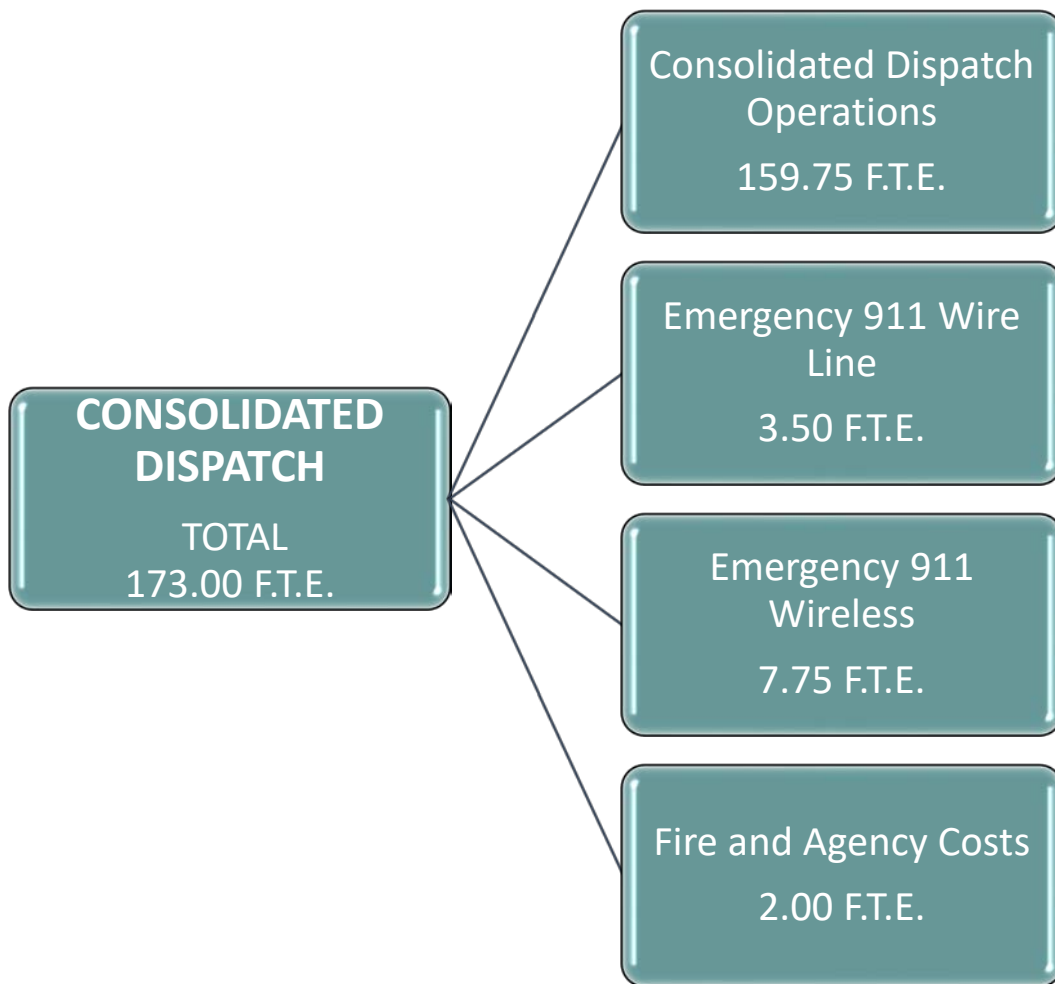 CONSOLIDATED
DISPATCH
TOTAL
173.00 F.T.E.
Consolidated Dispatch
Operations
159.75 F.T.E.
Emergency 911 Wire
Line
3.50 F.T.E.
Emergency 911
Wireless
7.75 F.T.E.
Fire and Agency Costs
2.00 F.T.E.